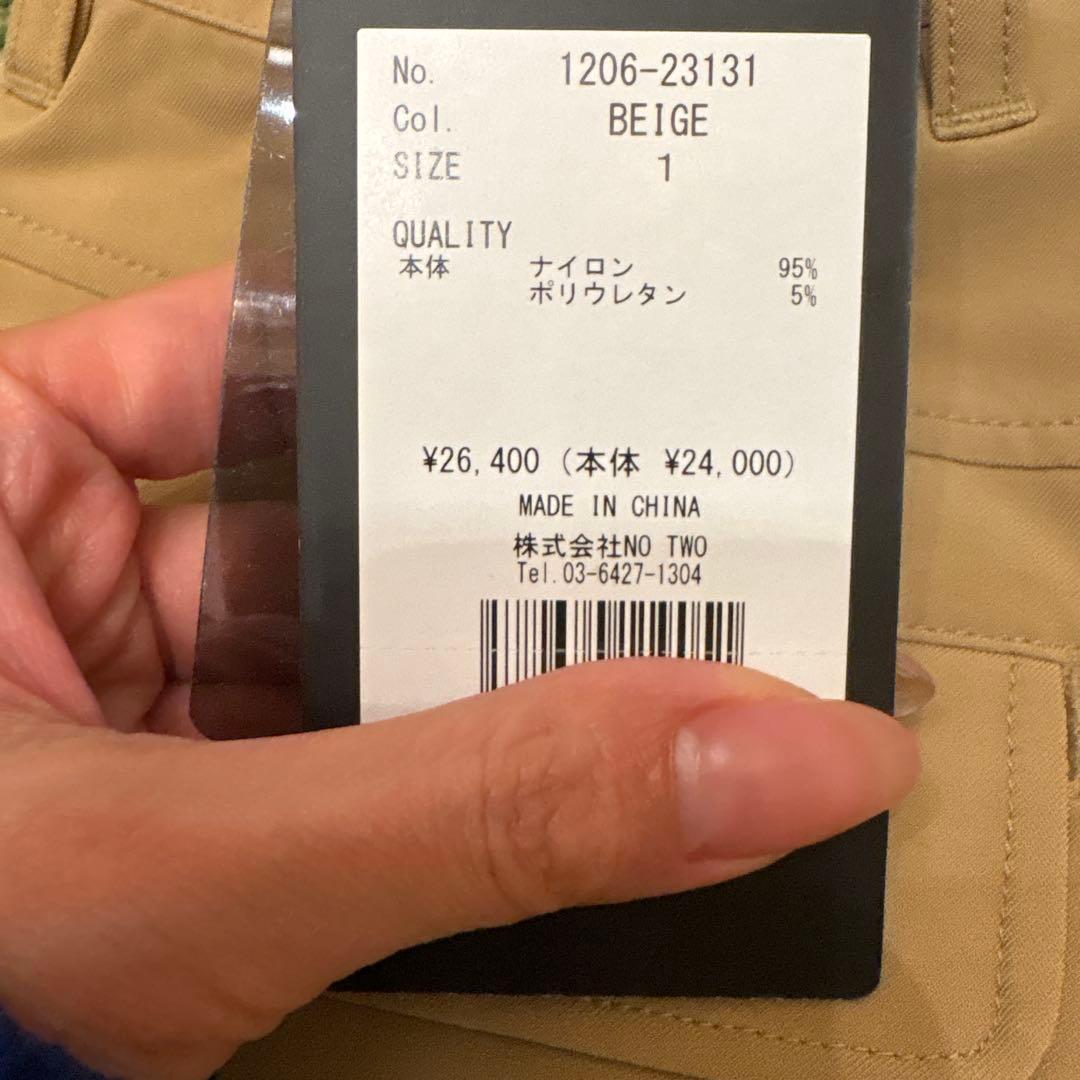 No. 1206-23131
Col. BEIGE
SIZE 1
QUALITY
本体 ナイロン 95%
ポリウレタン 5%
¥26,400 (本体 ¥24,000)
MADE IN CHINA
株式会社NO TWO
Tel.03-6427-1304